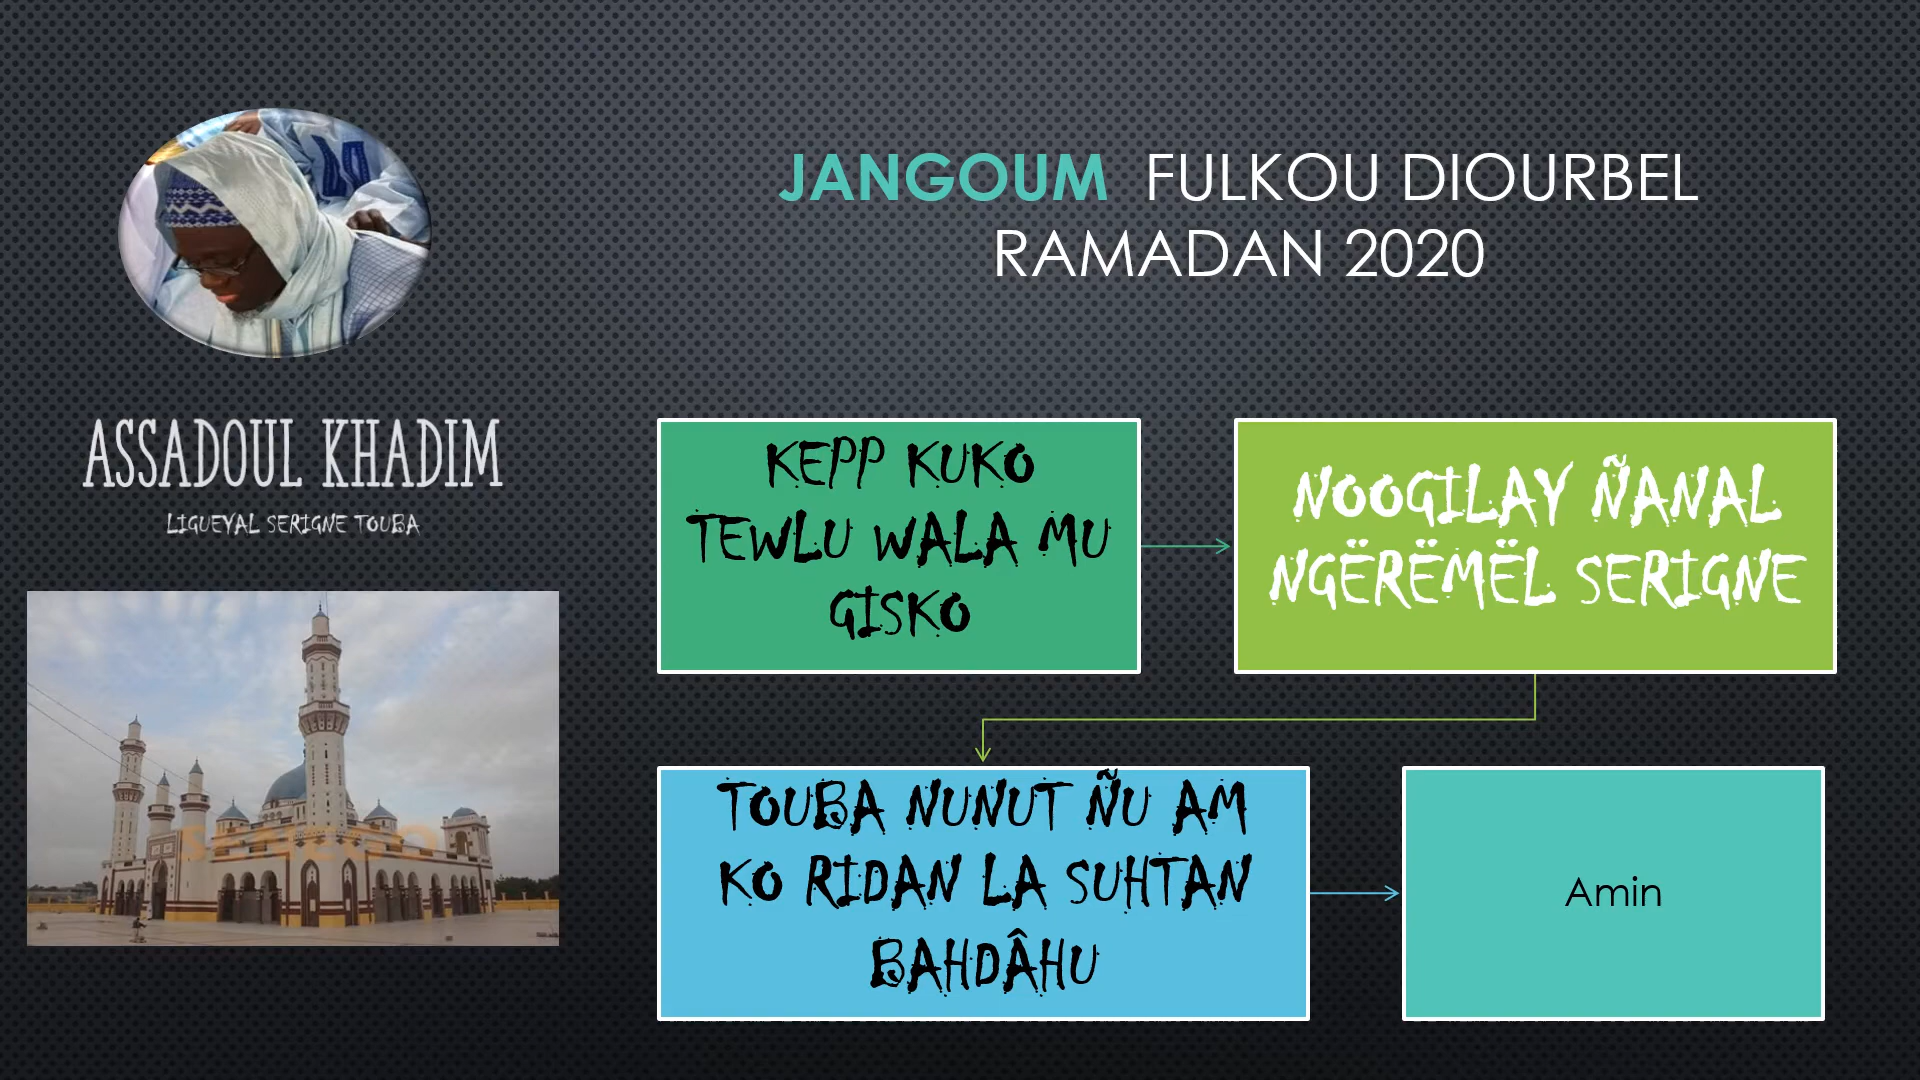 JANGOUM FULKOU DIOURBEL
RAMADAN 2020
ASSADOUL KHADIM
LIGUEYAL SERIGNE TOUBA
KEPP KUKO
TEWLU WALA MU
GISKO
NOOGILAY ÑANAL
NGËRËMËL SERIGNE
TOUBA NUNUT ÑU AM
KO RIDAN LA SUHTAN
BAHDÂHU
Amin
SENEGO